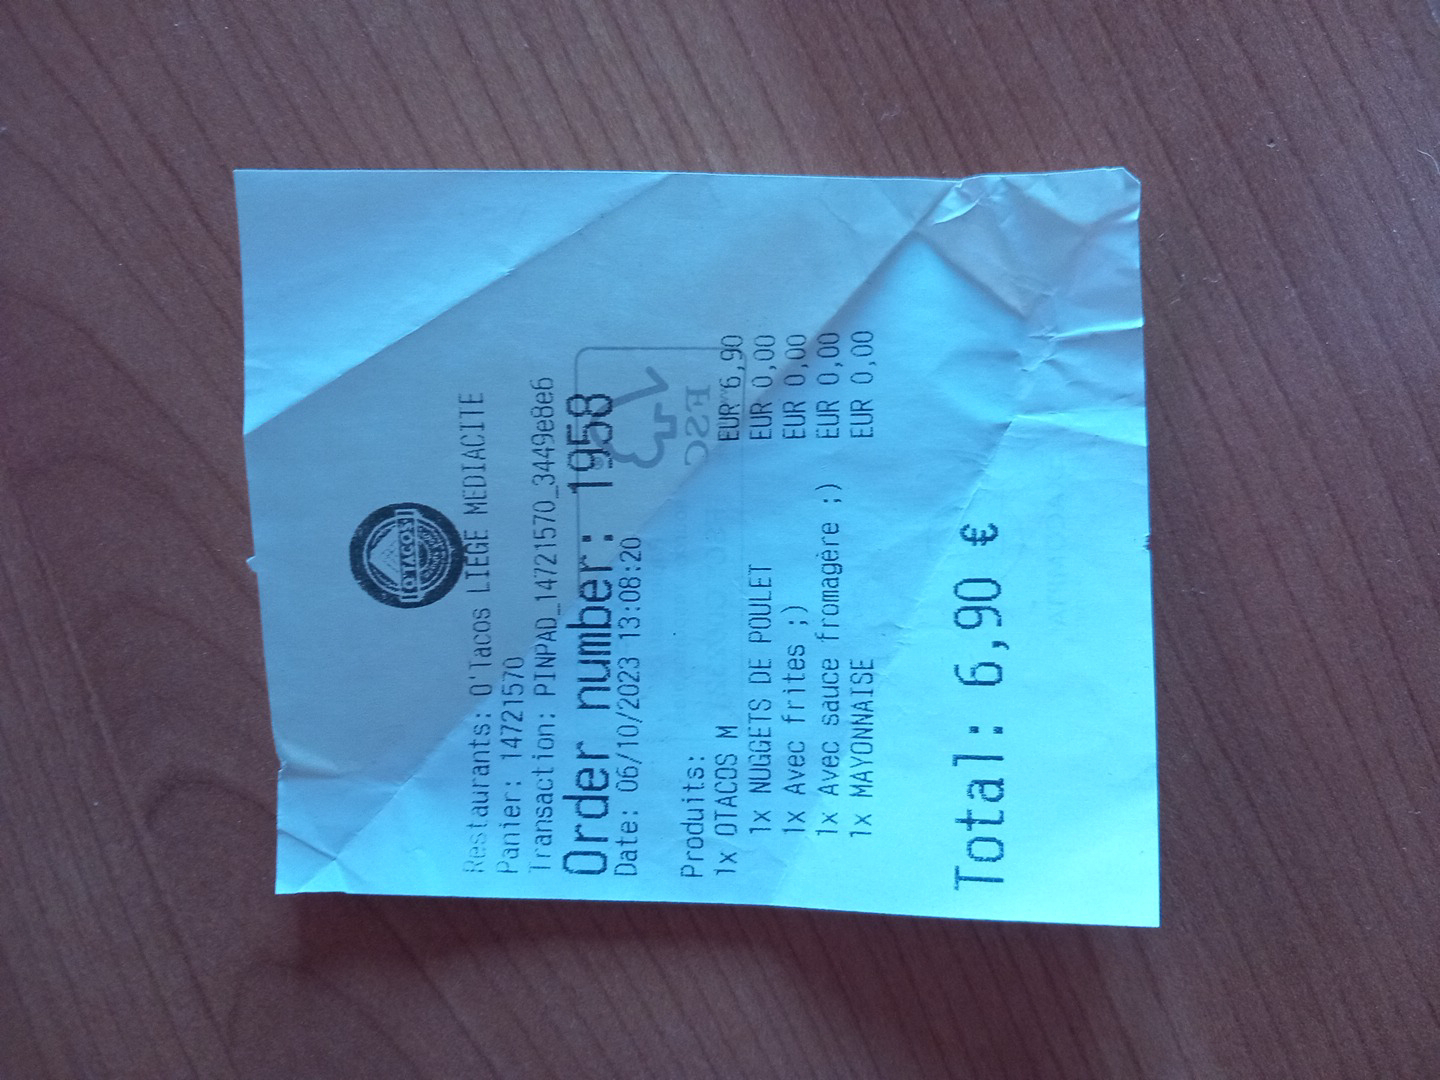 O'TACOS
Restaurants: O'Tacos LIEGE MEDIACITE
Panier: 14721570
Transaction: PINPAD_14721570_3449e8e6
Order number: 1958
Date: 06/10/2023 13:08:20
Produits:
1x OTACOS M EUR 6,90
1x NUGGETS DE POULET EUR 0,00
1x Avec frites ;) EUR 0,00
1x Avec sauce fromagère ;) EUR 0,00
1x MAYONNAISE EUR 0,00
Total: 6,90 €
FSC